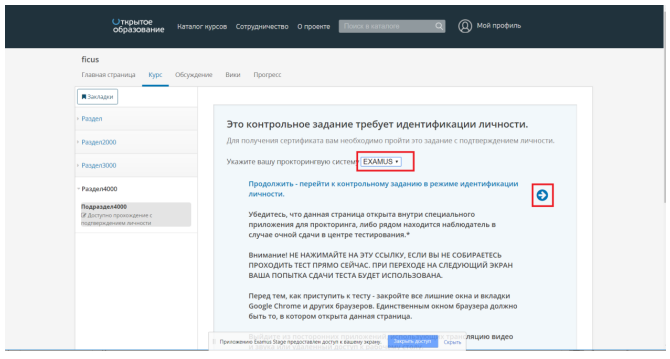 Открытое
образование
Каталог курсов Сотрудничество О проекте Поиск в каталоге Мой профиль
ficus
Главная страница Курс Обсуждение Вики Прогресс
Закладки
Раздел
Раздел2000
Раздел3000
Раздел4000
Подраздел4000
Доступно прохождение с
подтверждением личности
Это контрольное задание требует идентификации личности.
Для получения сертификата вам необходимо пройти это задание с подтверждением личности.
Укажите вашу прокторингвую систему EXAMUS
Продолжить - перейти к контрольному заданию в режиме идентификации
личности.
Убедитесь, что данная страница открыта внутри специального
приложения для прокторинга, либо рядом находится наблюдатель в
случае очной сдачи в центре тестирования.*
Внимание! НЕ НАЖИМАЙТЕ НА ЭТУ ССЫЛКУ, ЕСЛИ ВЫ НЕ СОБИРАЕТЕСЬ
ПРОХОДИТЬ ТЕСТ ПРЯМО СЕЙЧАС. ПРИ ПЕРЕХОДЕ НА СЛЕДУЮЩИЙ ЭКРАН
ВАША ПОПЫТКА СДАЧИ ТЕСТА БУДЕТ ИСПОЛЬЗОВАНА.
Перед тем, как приступить к тесту - закройте все лишние окна и вкладки
Google Chrome и других браузеров. Единственным окном браузера должно
быть то, в котором открыта данная страница.
Приложению Examus Stage предоставлен доступ к вашему экрану. Закрыть доступ Скрыть